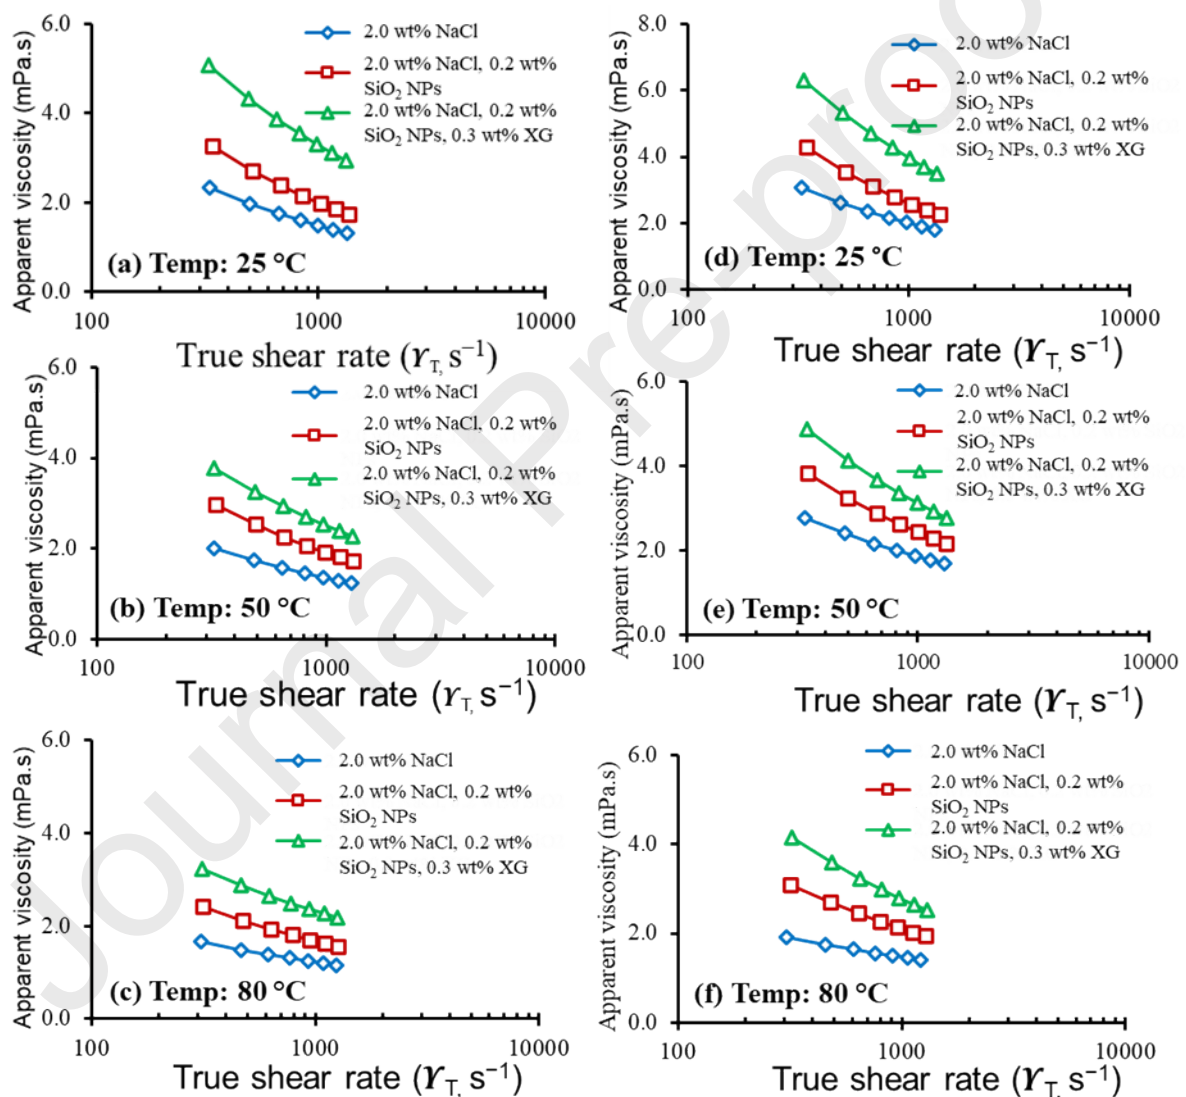 6.0
4.0
2.0
0.0
Apparent viscosity (mPa.s)
2.0 wt% NaCl
2.0 wt% NaCl, 0.2 wt%
SiO₂ NPs
2.0 wt% NaCl, 0.2 wt%
SiO₂ NPs, 0.3 wt% XG
(a) Temp: 25 °C
100 1000 10000
True shear rate (ϒT, s⁻¹)
8.0
6.0
4.0
2.0
0.0
Apparent viscosity (mPa.s)
2.0 wt% NaCl
2.0 wt% NaCl, 0.2 wt%
SiO₂ NPs
2.0 wt% NaCl, 0.2 wt%
SiO₂ NPs, 0.3 wt% XG
(d) Temp: 25 °C
100 1000 10000
True shear rate (ϒT, s⁻¹)
6.0
4.0
2.0
0.0
Apparent viscosity (mPa.s)
2.0 wt% NaCl
2.0 wt% NaCl, 0.2 wt%
SiO₂ NPs
2.0 wt% NaCl, 0.2 wt%
SiO₂ NPs, 0.3 wt% XG
(b) Temp: 50 °C
100 1000 10000
True shear rate (ϒT, s⁻¹)
6.0
4.0
2.0
0.0
Apparent viscosity (mPa.s)
2.0 wt% NaCl
2.0 wt% NaCl, 0.2 wt%
SiO₂ NPs
2.0 wt% NaCl, 0.2 wt%
SiO₂ NPs, 0.3 wt% XG
(e) Temp: 50 °C
100 1000 10000
True shear rate (ϒT, s⁻¹)
6.0
4.0
2.0
0.0
Apparent viscosity (mPa.s)
2.0 wt% NaCl
2.0 wt% NaCl, 0.2 wt%
SiO₂ NPs
2.0 wt% NaCl, 0.2 wt%
SiO₂ NPs, 0.3 wt% XG
(c) Temp: 80 °C
100 1000 10000
True shear rate (ϒT, s⁻¹)
6.0
4.0
2.0
0.0
Apparent viscosity (mPa.s)
2.0 wt% NaCl
2.0 wt% NaCl, 0.2 wt%
SiO₂ NPs
2.0 wt% NaCl, 0.2 wt%
SiO₂ NPs, 0.3 wt% XG
(f) Temp: 80 °C
100 1000 10000
True shear rate (ϒT, s⁻¹)
Journal Pre-proo